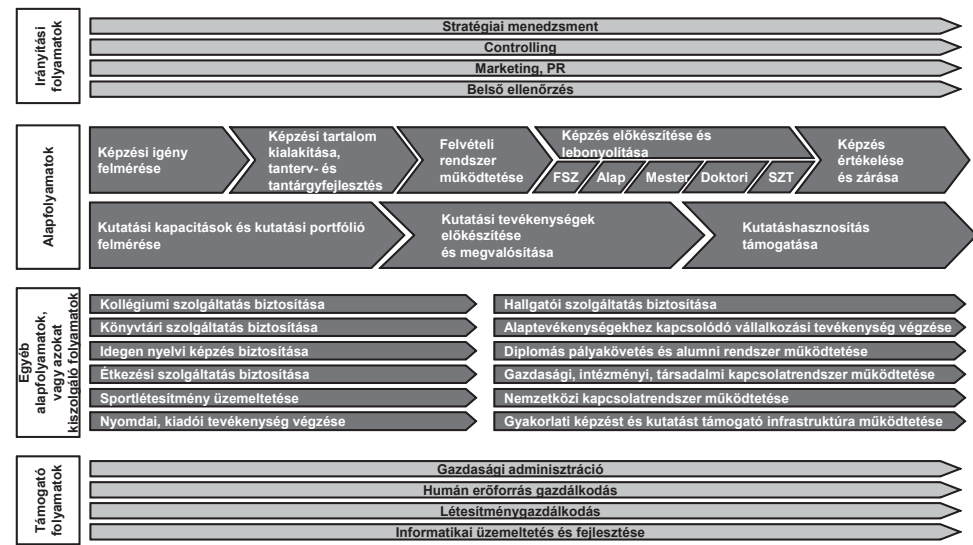 Irányítási
folyamatok
Stratégiai menedzsment
Controlling
Marketing, PR
Belső ellenőrzés
Alapfolyamatok
Képzési igény
felmérése
Képzési tartalom
kialakítása,
tanterv- és
tantárgyfejlesztés
Felvételi
rendszer
működtetése
Képzés előkészítése és
lebonyolítása
FSZ
Alap
Mester
Doktori
SZT
Képzés
értékelése
és zárása
Kutatási kapacitások és kutatási portfólió
felmérése
Kutatási tevékenységek
előkészítése
és megvalósítása
Kutatáshasznosítás
támogatása
Egyéb
alapfolyamatok,
vagy azokat
kiszolgáló folyamatok
Kollégiumi szolgáltatás biztosítása
Könyvtári szolgáltatás biztosítása
Idegen nyelvi képzés biztosítása
Étkezési szolgáltatás biztosítása
Sportlétesítmény üzemeltetése
Nyomdai, kiadói tevékenység végzése
Hallgatói szolgáltatás biztosítása
Alaptevékenységekhez kapcsolódó vállalkozási tevékenység végzése
Diplomás pályakövetés és alumni rendszer működtetése
Gazdasági, intézményi, társadalmi kapcsolatrendszer működtetése
Nemzetközi kapcsolatrendszer működtetése
Gyakorlati képzést és kutatást támogató infrastruktúra működtetése
Támogató
folyamatok
Gazdasági adminisztráció
Humán erőforrás gazdálkodás
Létesítménygazdálkodás
Informatikai üzemeltetés és fejlesztése